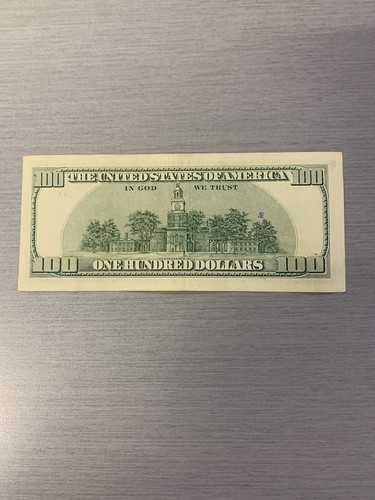 100 THE UNITED STATES OF AMERICA 100
IN GOD WE TRUST
100 ONE HUNDRED DOLLARS 100